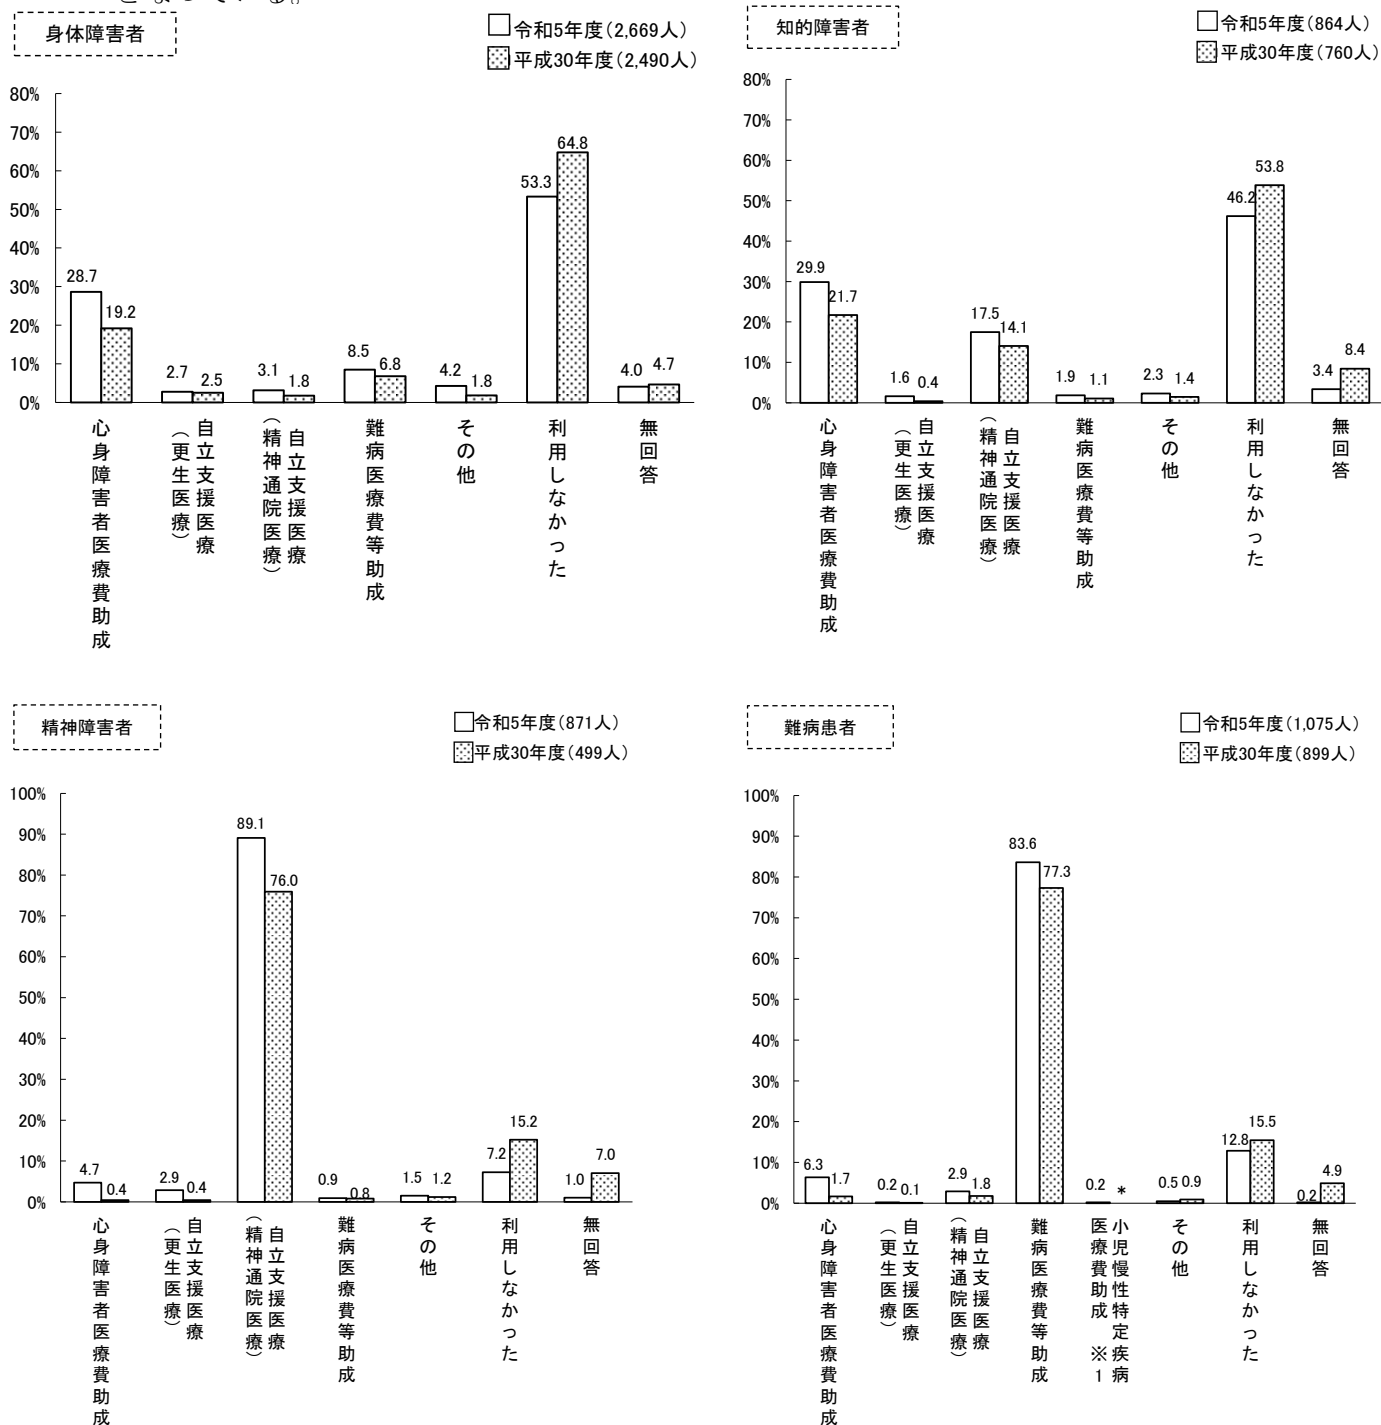 となっている。
身体障害者
令和5年度(2,669人)
平成30年度(2,490人)
80%
70%
60%
50%
40%
30%
20%
10%
0%
28.7
19.2
2.7
2.5
3.1
1.8
8.5
6.8
4.2
1.8
53.3
64.8
4.0
4.7
心身障害者医療費助成
自立支援医療
(更生医療)
自立支援医療
(精神通院医療)
難病医療費等助成
その他
利用しなかった
無回答
知的障害者
令和5年度(864人)
平成30年度(760人)
80%
70%
60%
50%
40%
30%
20%
10%
0%
29.9
21.7
1.6
0.4
17.5
14.1
1.9
1.1
2.3
1.4
46.2
53.8
3.4
8.4
心身障害者医療費助成
自立支援医療
(更生医療)
自立支援医療
(精神通院医療)
難病医療費等助成
その他
利用しなかった
無回答
精神障害者
令和5年度(871人)
平成30年度(499人)
100%
90%
80%
70%
60%
50%
40%
30%
20%
10%
0%
4.7
0.4
2.9
0.4
89.1
76.0
0.9
0.8
1.5
1.2
7.2
15.2
1.0
7.0
心身障害者医療費助成
自立支援医療
(更生医療)
自立支援医療
(精神通院医療)
難病医療費等助成
その他
利用しなかった
無回答
難病患者
令和5年度(1,075人)
平成30年度(899人)
100%
90%
80%
70%
60%
50%
40%
30%
20%
10%
0%
6.3
1.7
0.2
0.1
2.9
1.8
83.6
77.3
0.2
*
0.5
0.9
12.8
15.5
0.2
4.9
心身障害者医療費助成
自立支援医療
(更生医療)
自立支援医療
(精神通院医療)
難病医療費等助成
小児慢性特定疾病
医療費助成 ※1
その他
利用しなかった
無回答